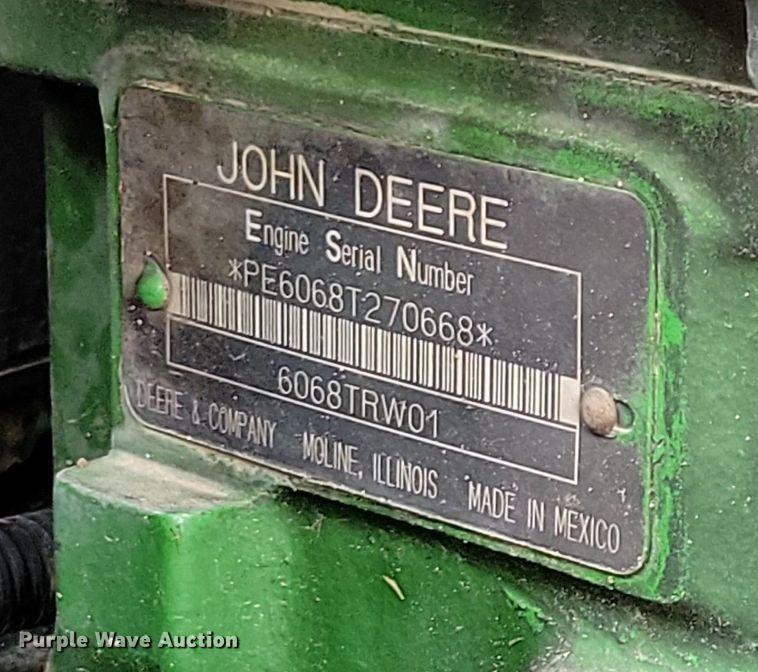 JOHN DEERE
Engine Serial Number
*PE6068T270668*
6068TRW01
DEERE & COMPANY MOLINE, ILLINOIS MADE IN MEXICO
Purple Wave Auction